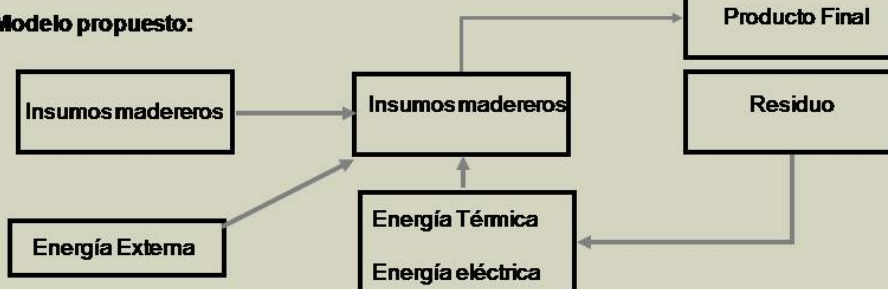 Modelo propuesto:
Producto Final
Insumos madereros
Insumos madereros
Residuo
Energía Externa
Energía Térmica
Energía eléctrica